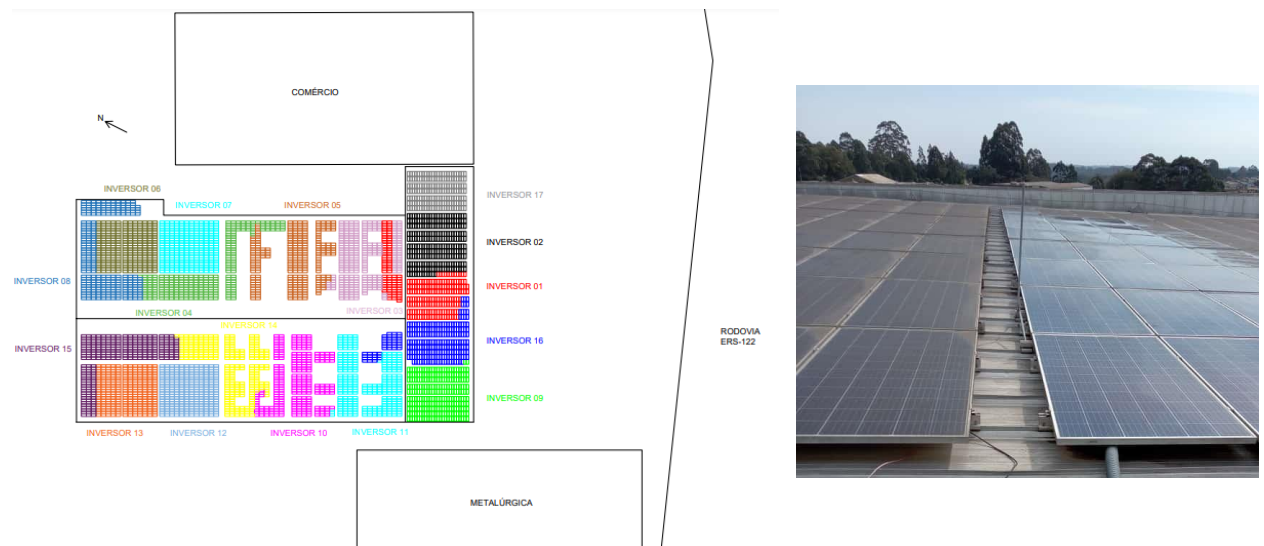 COMÉRCIO
N
INVERSOR 06
INVERSOR 07
INVERSOR 05
INVERSOR 17
INVERSOR 02
INVERSOR 08
INVERSOR 01
INVERSOR 04
INVERSOR 03
INVERSOR 14
INVERSOR 15
INVERSOR 16
RODOVIA
ERS-122
INVERSOR 09
INVERSOR 13
INVERSOR 12
INVERSOR 10
INVERSOR 11
METALÚRGICA